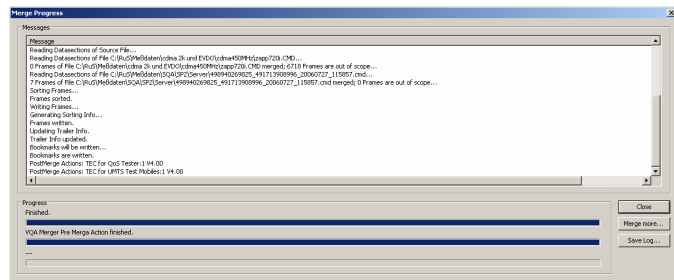 Merge Progress
Messages
Message
Reading Datasections of Source File...
Reading Datasections of File C:\RuS\Meßdaten\cdma 2k und EVDO\cdma450MHz\zapp720i.CMD...
0 Frames of File C:\RuS\Meßdaten\cdma 2k und EVDO\cdma450MHz\zapp720i.CMD merged; 6718 Frames are out of scope...
Reading Datasections of File C:\RuS\Meßdaten\SQA\SP2\Server\498940269825_491713908996_20060727_115857.cmd...
7 Frames of File C:\RuS\Meßdaten\SQA\SP2\Server\498940269825_491713908996_20060727_115857.cmd merged; 0 Frames are out of scope...
Sorting Frames...
Frames sorted.
Writing Frames...
Generating Sorting Info...
Frames written.
Updating Trailer Info.
Trailer Info updated.
Bookmarks will be written...
Bookmarks are written.
PostMerge Actions: TEC for QoS Tester:1 V4.00
PostMerge Actions: TEC for UMTS Test Mobiles:1 V4.00
Progress
Finished.
VQA Merger Pre Merga Action finished.
---
Close
Merge more...
Save Log...